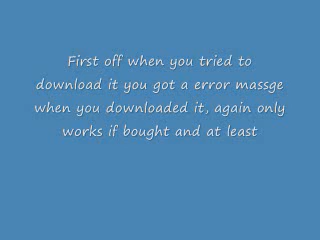 First off when you tried to
download it you got a error massge
when you downloaded it, again only
works if bought and at least